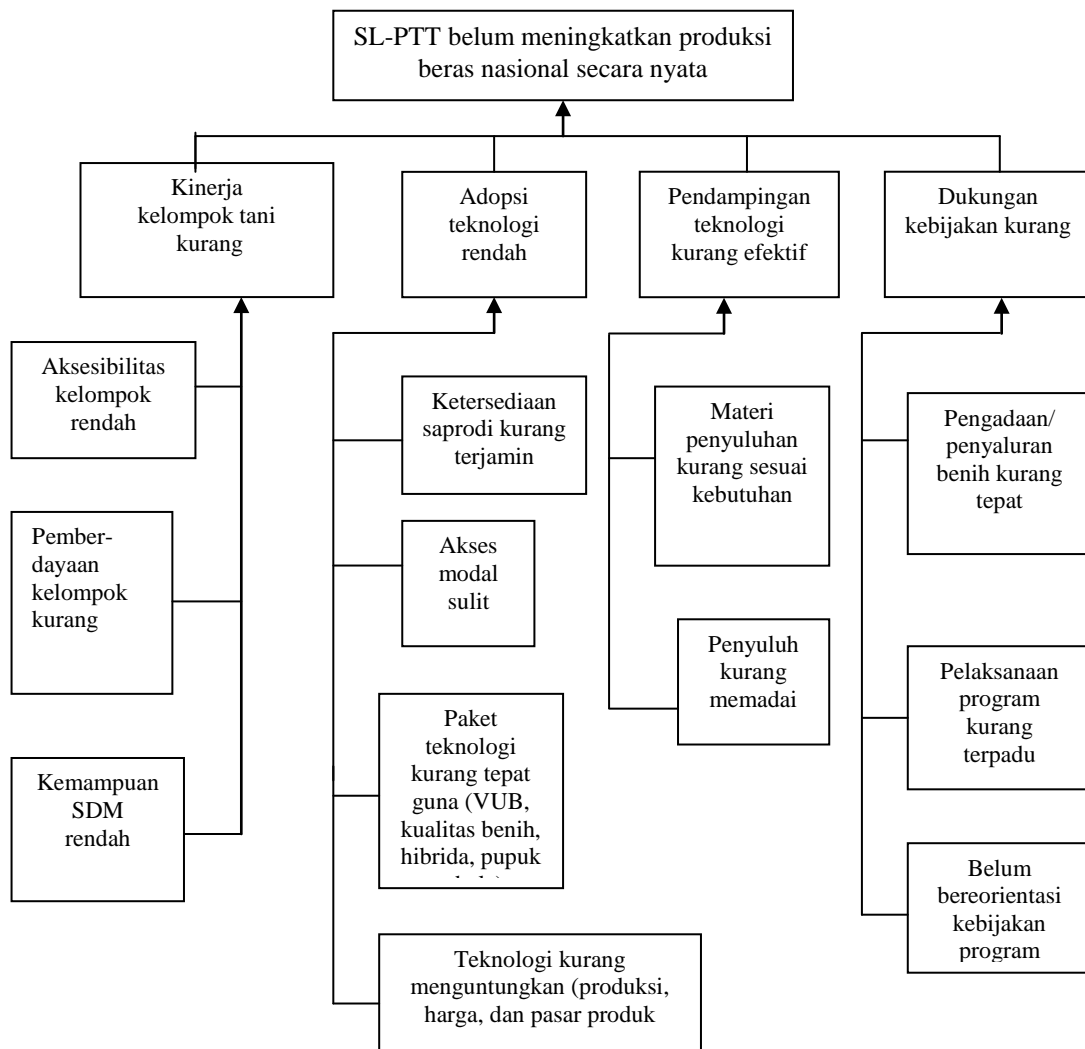 SL-PTT belum meningkatkan produksi
beras nasional secara nyata
Kinerja
kelompok tani
kurang
Adopsi
teknologi
rendah
Pendampingan
teknologi
kurang efektif
Dukungan
kebijakan kurang
Aksesibilitas
kelompok
rendah
Pember-
dayaan
kelompok
kurang
Kemampuan
SDM
rendah
Ketersediaan
saprodi kurang
terjamin
Akses
modal
sulit
Paket
teknologi
kurang tepat
guna (VUB,
kualitas benih,
hibrida, pupuk
Teknologi kurang
menguntungkan (produksi,
harga, dan pasar produk
Materi
penyuluhan
kurang sesuai
kebutuhan
Penyuluh
kurang
memadai
Pengadaan/
penyaluran
benih kurang
tepat
Pelaksanaan
program
kurang
terpadu
Belum
bereorientasi
kebijakan
program